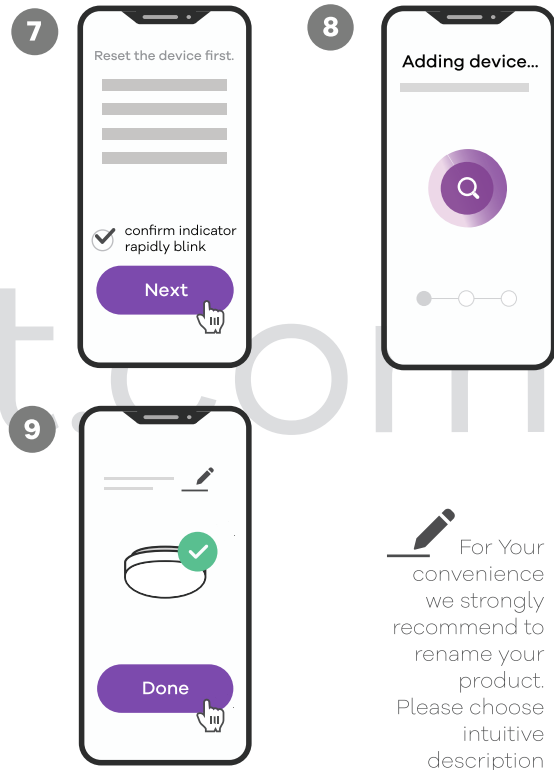 7
Reset the device first.
confirm indicator
rapidly blink
Next
8
Adding device...
t.com
9
Done
For Your
convenience
we strongly
recommend to
rename your
product.
Please choose
intuitive
description